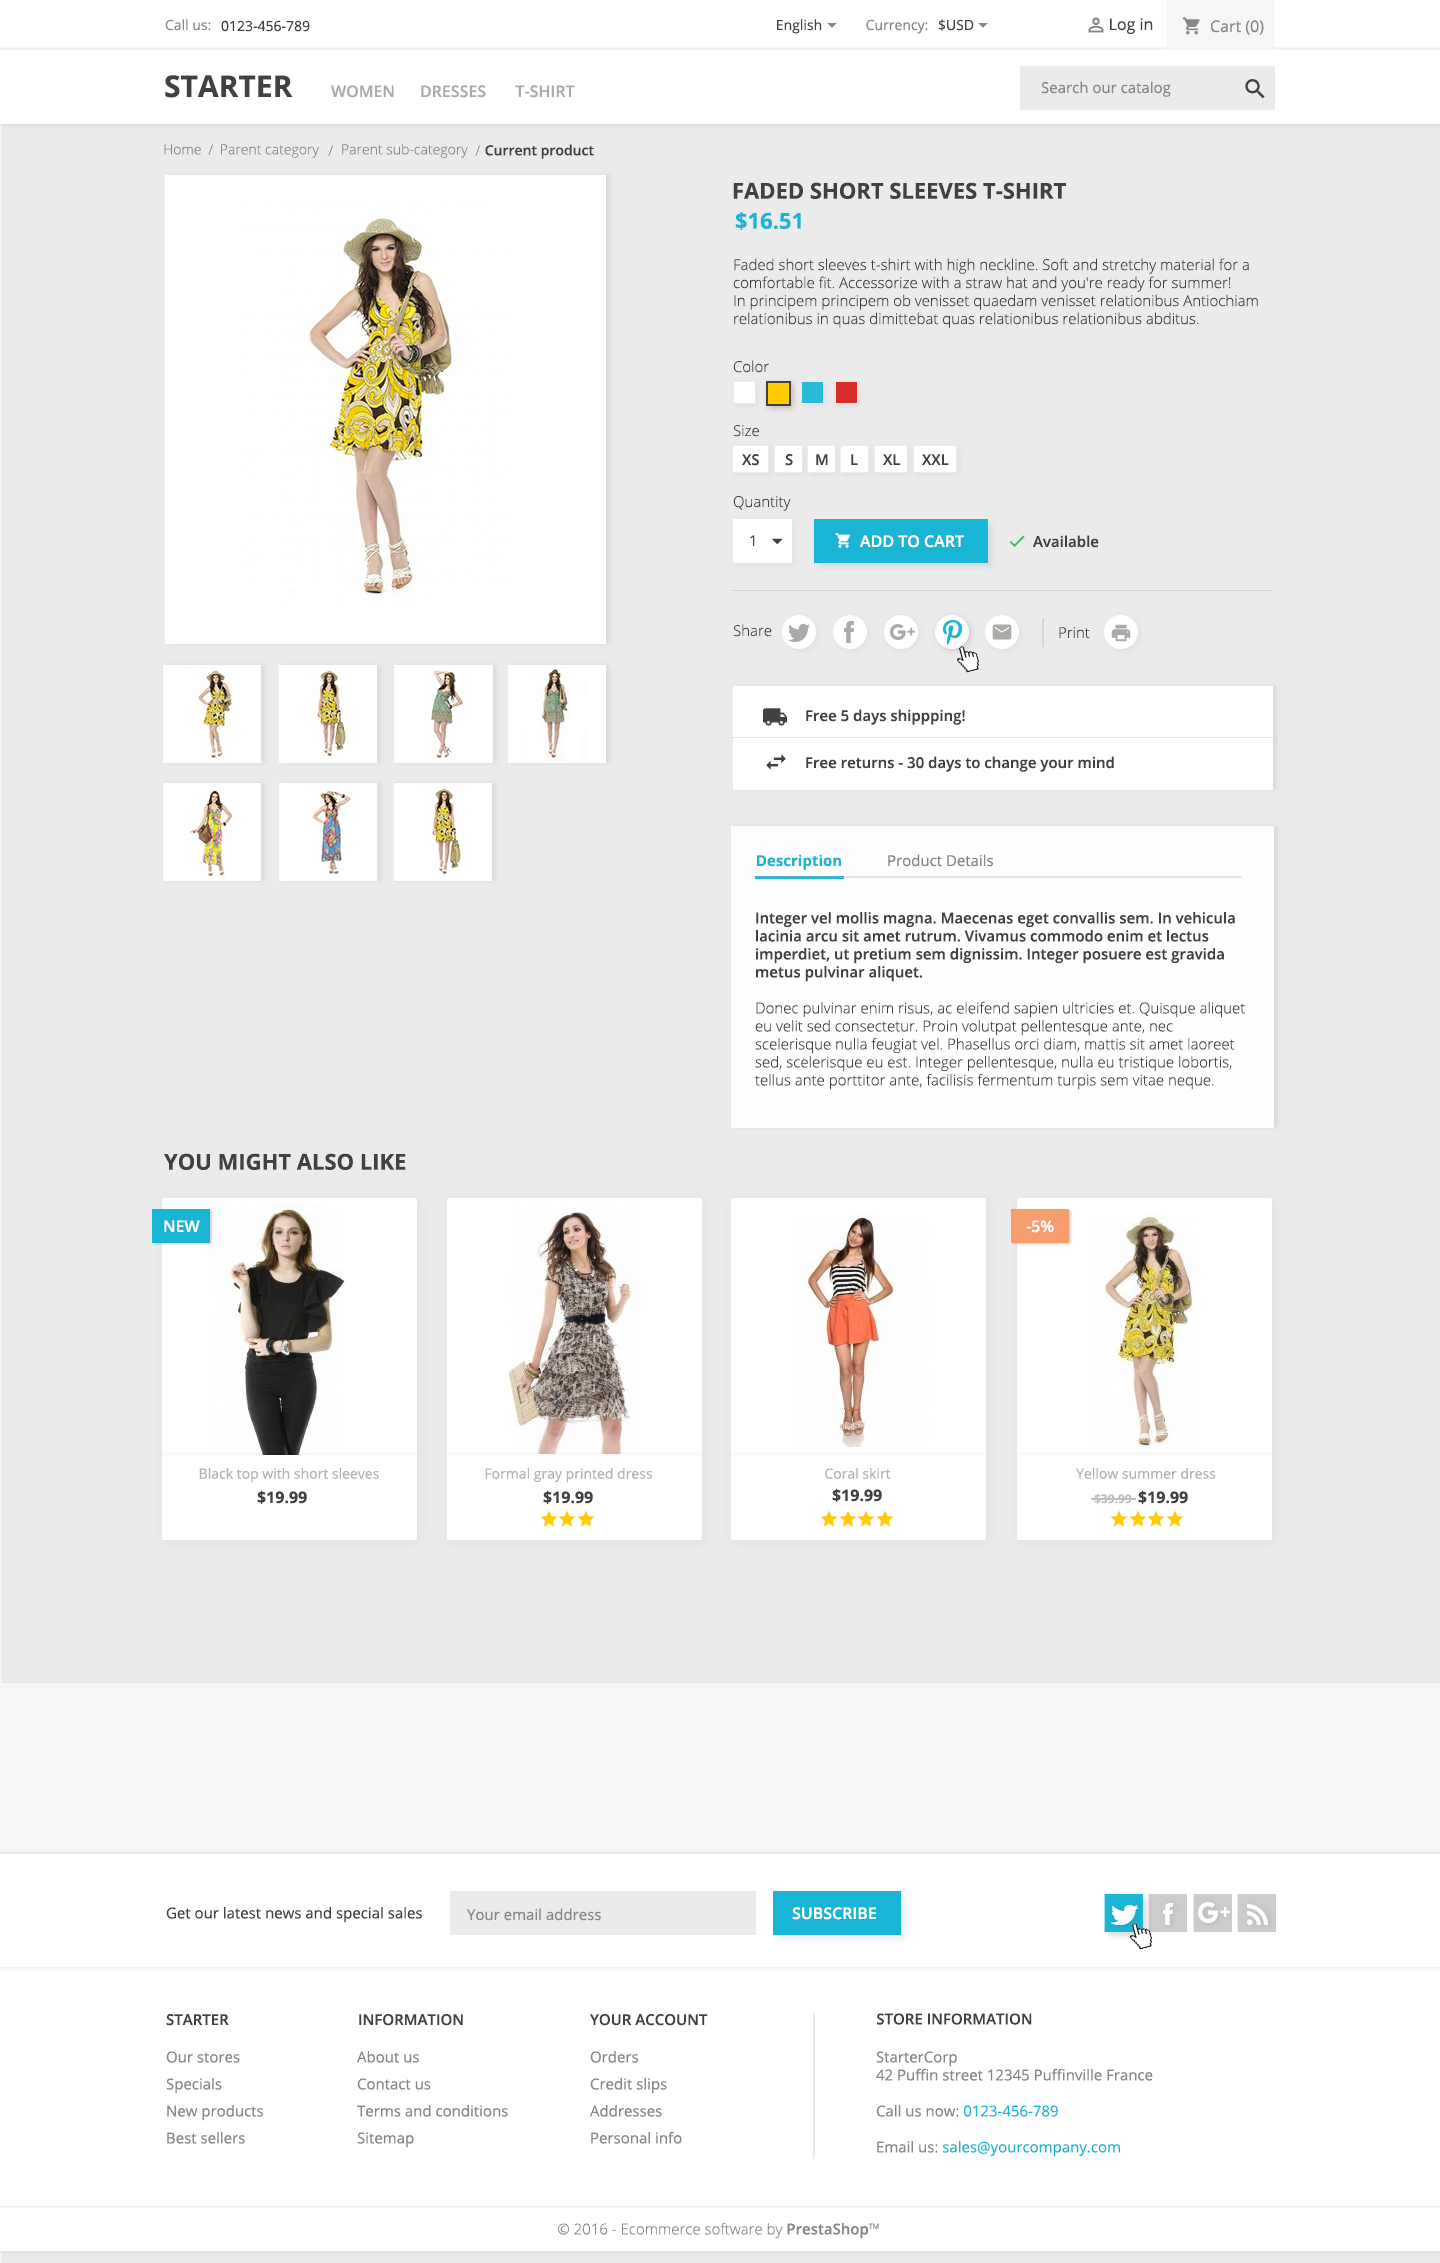 Call us: 0123-456-789
English
Currency: $USD
Log in
Cart (0)
STARTER
WOMEN
DRESSES
T-SHIRT
Search our catalog
Home / Parent category / Parent sub-category / Current product
FADED SHORT SLEEVES T-SHIRT
$16.51
Faded short sleeves t-shirt with high neckline. Soft and stretchy material for a
comfortable fit. Accessorize with a straw hat and you're ready for summer!
In principem principem ob venisset quaedam venisset relationibus Antiochiam
relationibus in quas dimittebat quas relationibus relationibus abditus.
Color
Size
XS S M L XL XXL
Quantity
1
ADD TO CART
Available
Share
G+
Print
Free 5 days shippping!
Free returns - 30 days to change your mind
Description
Product Details
Integer vel mollis magna. Maecenas eget convallis sem. In vehicula
lacinia arcu sit amet rutrum. Vivamus commodo enim et lectus
imperdiet, ut pretium sem dignissim. Integer posuere est gravida
metus pulvinar aliquet.
Donec pulvinar enim risus, ac eleifend sapien ultricies et. Quisque aliquet
eu velit sed consectetur. Proin volutpat pellentesque ante, nec
scelerisque nulla feugiat vel. Phasellus orci diam, mattis sit amet laoreet
sed, scelerisque eu est. Integer pellentesque, nulla eu tristique lobortis,
tellus ante porttitor ante, facilisis fermentum turpis sem vitae neque.
YOU MIGHT ALSO LIKE
NEW
Black top with short sleeves
$19.99
Formal gray printed dress
$19.99
Coral skirt
$19.99
-5%
Yellow summer dress
$39.99 $19.99
Get our latest news and special sales
Your email address
SUBSCRIBE
G+
STARTER
Our stores
Specials
New products
Best sellers
INFORMATION
About us
Contact us
Terms and conditions
Sitemap
YOUR ACCOUNT
Orders
Credit slips
Addresses
Personal info
STORE INFORMATION
StarterCorp
42 Puffin street 12345 Puffinville France
Call us now: 0123-456-789
Email us: sales@yourcompany.com
© 2016 - Ecommerce software by PrestaShop™